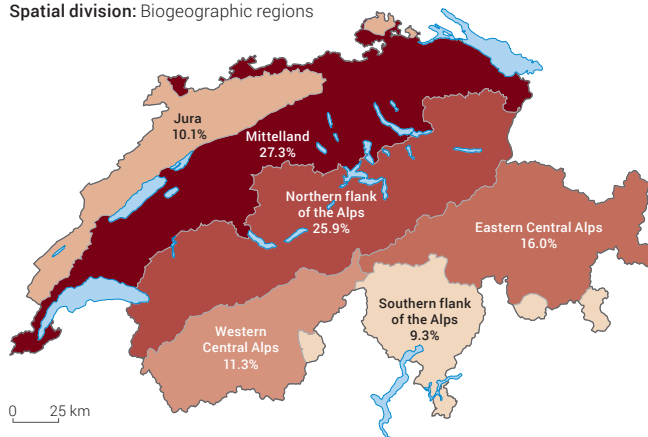 Spatial division: Biogeographic regions
Jura
10.1%
Mittelland
27.3%
Northern flank
of the Alps
25.9%
Eastern Central Alps
16.0%
Southern flank
of the Alps
9.3%
Western
Central Alps
11.3%
0 25 km